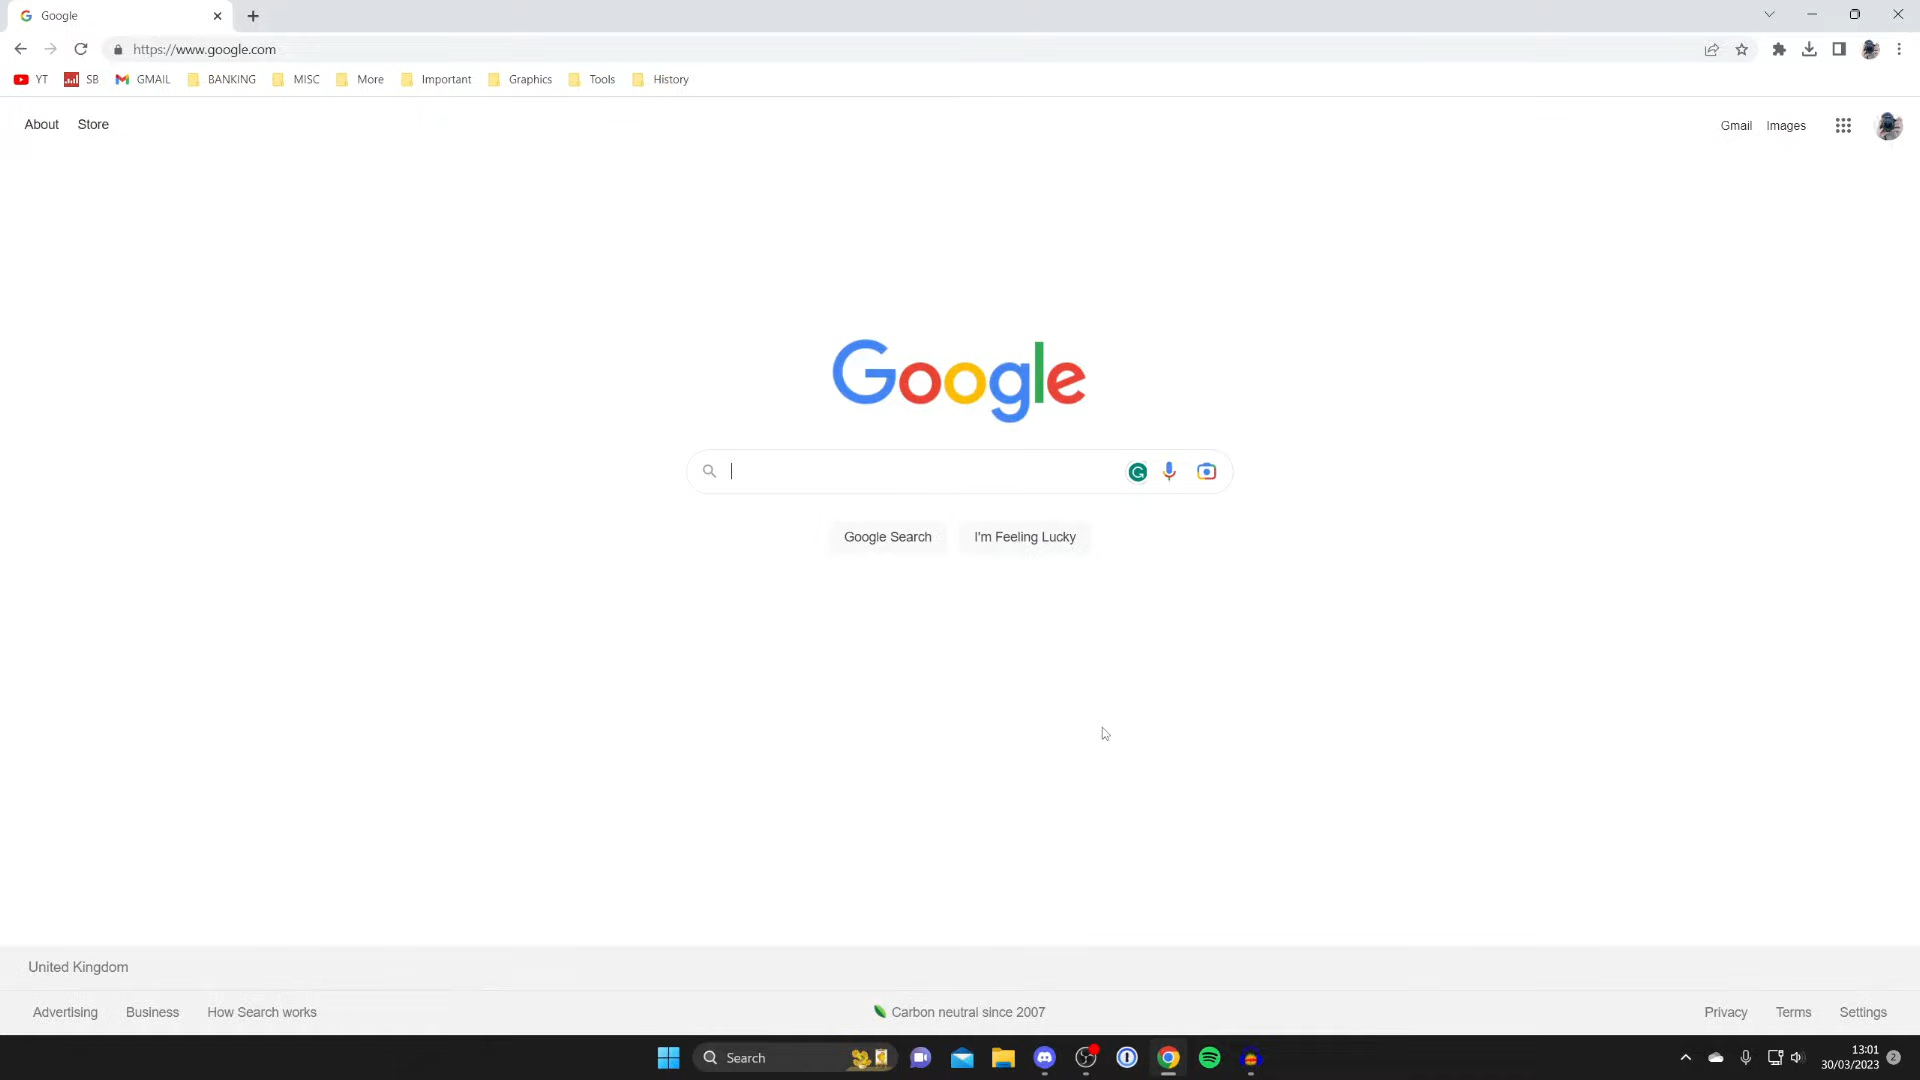 Google
https://www.google.com
YT SB GMAIL BANKING MISC More Important Graphics Tools History
About Store
Gmail Images
Google
Google Search I'm Feeling Lucky
United Kingdom
Advertising Business How Search works
Carbon neutral since 2007
Privacy Terms Settings
Search
13:01
30/03/2023
2